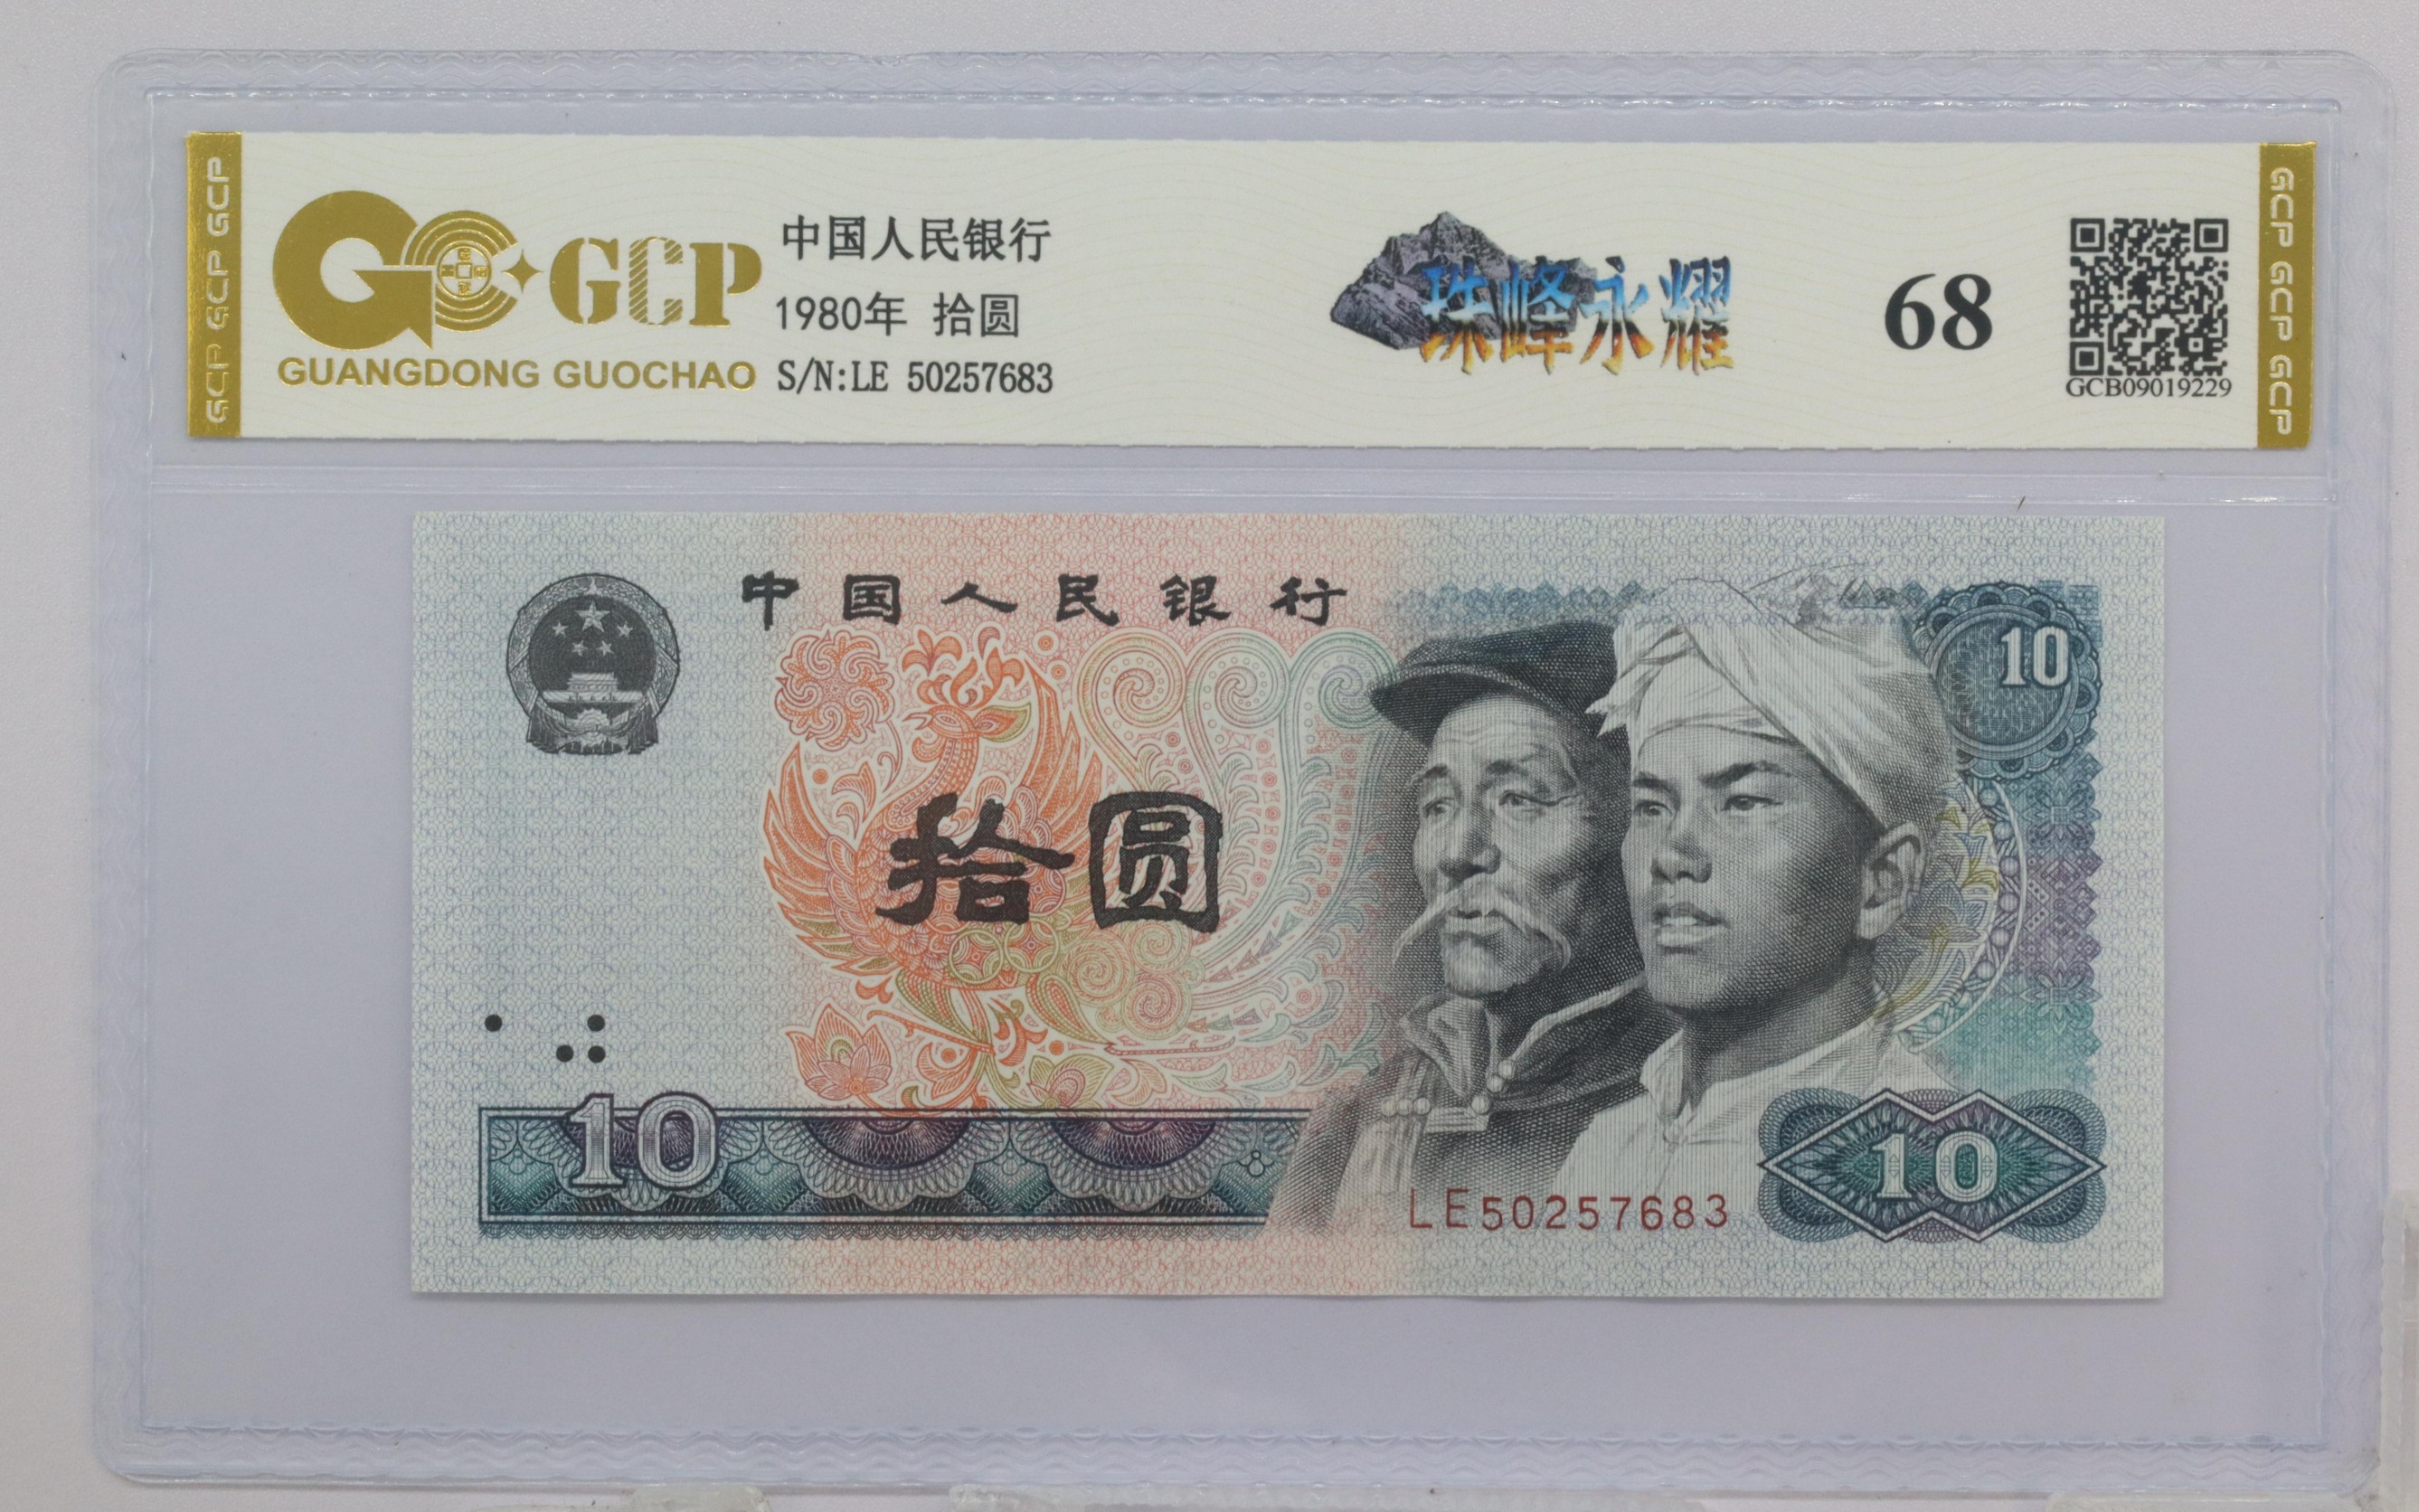 GCP GCP GCP
GCP
GUANGDONG GUOCHAO
中国人民银行
1980年 拾圆
S/N:LE 50257683
珠峰永耀
68
GCB09019229
GCP GCP GCP
中国人民银行
10
拾圆
10
LE50257683
10